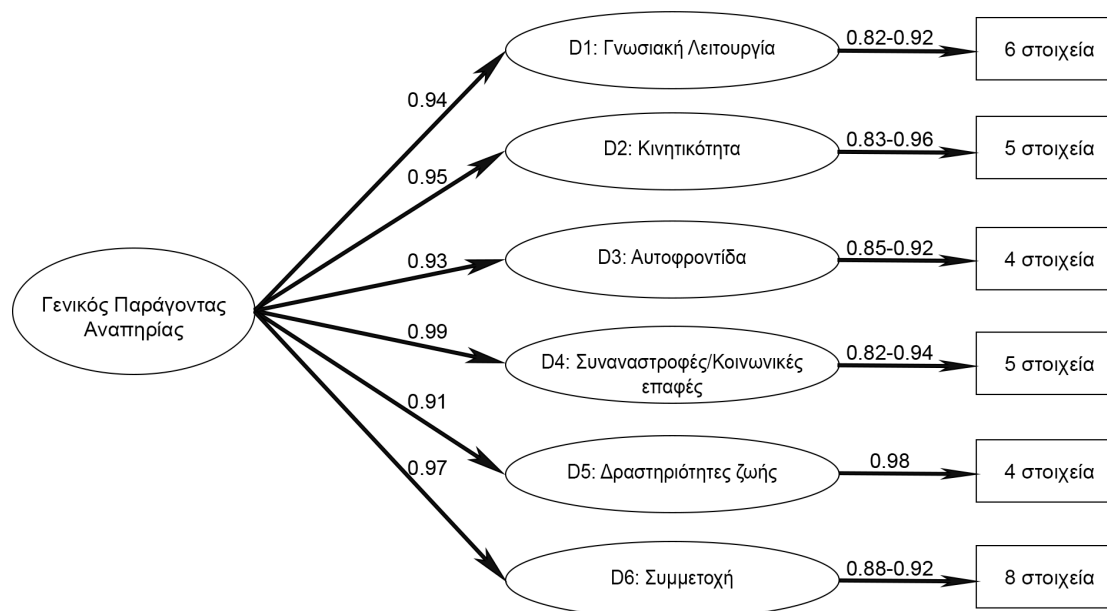 Γενικός Παράγοντας
Αναπηρίας
0.94
D1: Γνωσιακή Λειτουργία
0.82-0.92
6 στοιχεία
0.95
D2: Κινητικότητα
0.83-0.96
5 στοιχεία
0.93
D3: Αυτοφροντίδα
0.85-0.92
4 στοιχεία
0.99
D4: Συναναστροφές/Κοινωνικές
επαφές
0.82-0.94
5 στοιχεία
0.91
D5: Δραστηριότητες ζωής
0.98
4 στοιχεία
0.97
D6: Συμμετοχή
0.88-0.92
8 στοιχεία